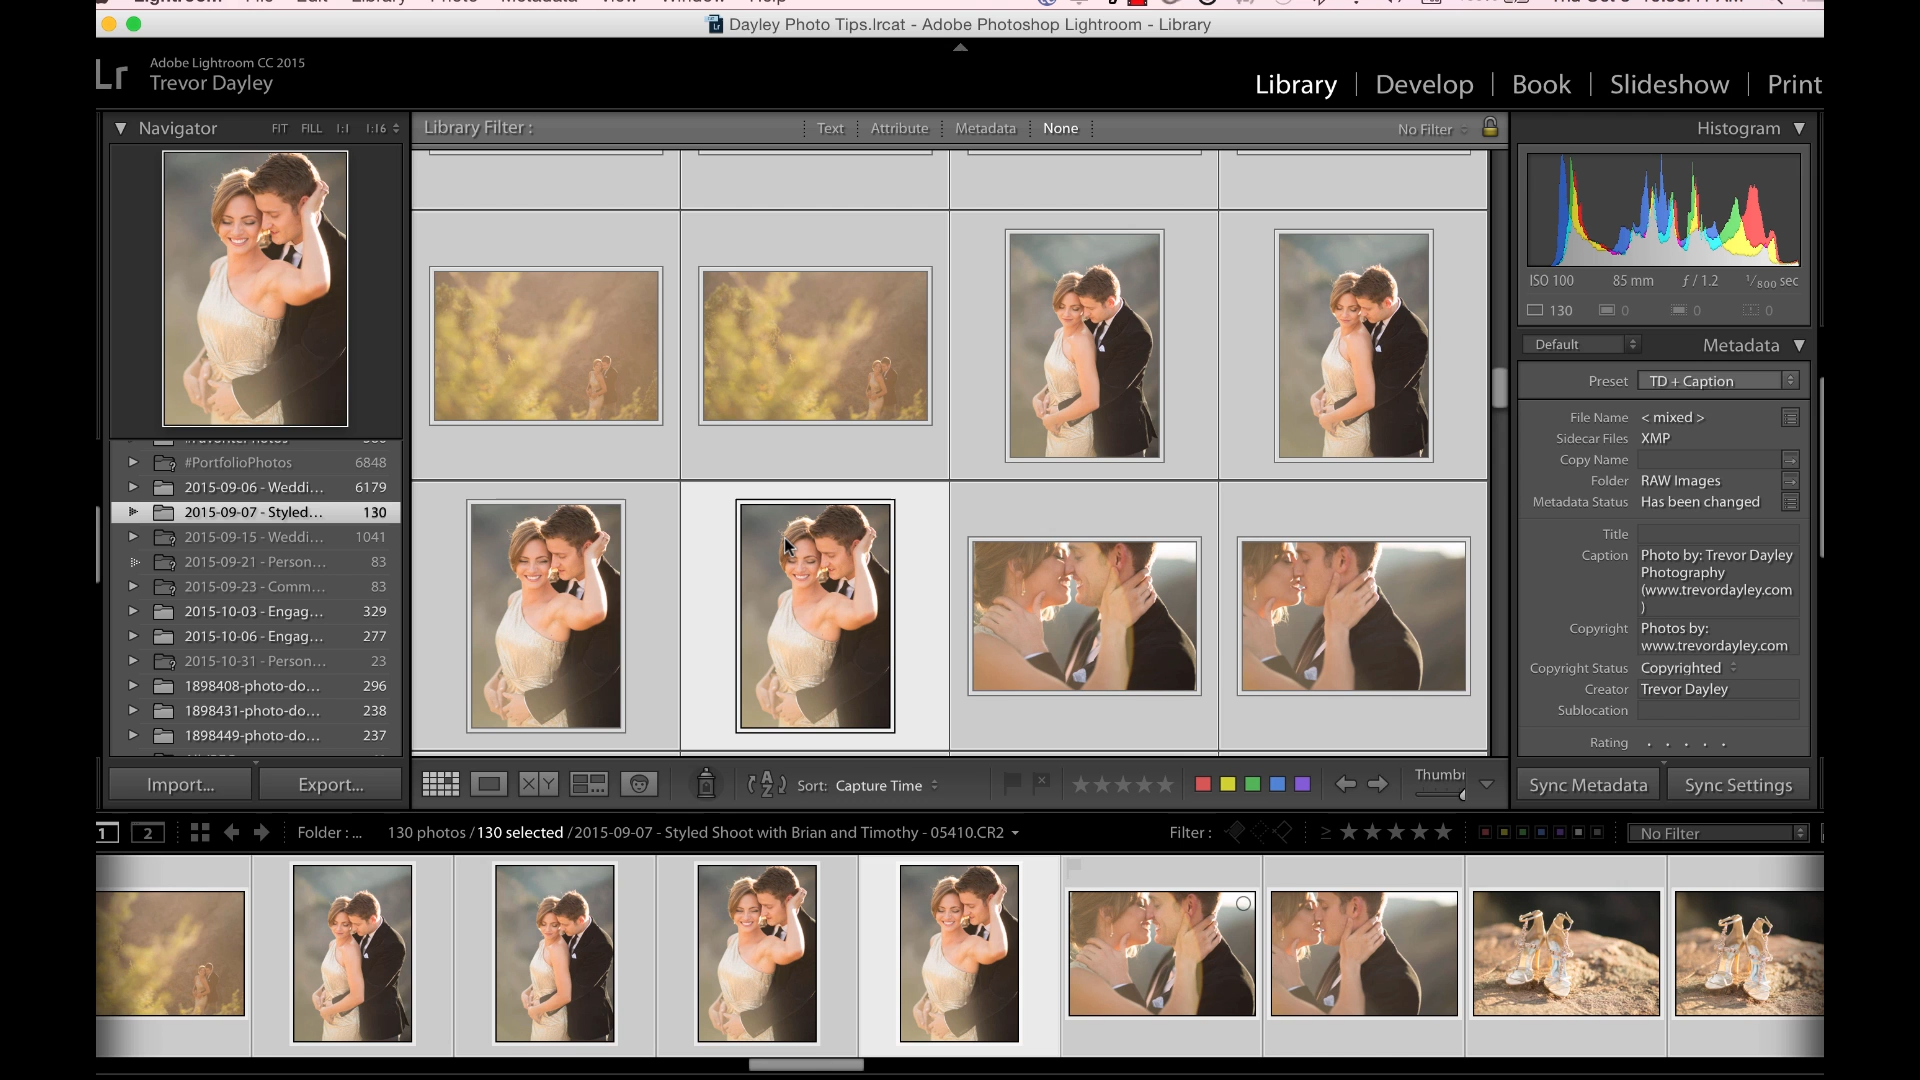 Dayley Photo Tips.lrcat - Adobe Photoshop Lightroom - Library
Lr
Adobe Lightroom CC 2015
Trevor Dayley
Library | Develop | Book | Slideshow | Print
Navigator FIT FILL 1:1 1:16
Library Filter : Text Attribute Metadata None No Filter
Histogram
ISO 100 85 mm ƒ / 1.2 1/800 sec
130 0 0 0
Default Metadata
Preset TD + Caption
File Name < mixed >
Sidecar Files XMP
Copy Name
Folder RAW Images
Metadata Status Has been changed
Title
Caption Photo by: Trevor Dayley
Photography
(www.trevordayley.com
)
Copyright Photos by:
www.trevordayley.com
Copyright Status Copyrighted
Creator Trevor Dayley
Sublocation
Rating . . . . .
#PortfolioPhotos 6848
2015-09-06 - Weddi... 6179
2015-09-07 - Styled... 130
2015-09-15 - Weddi... 1041
2015-09-21 - Person... 83
2015-09-23 - Comm... 83
2015-10-03 - Engag... 329
2015-10-06 - Engag... 277
2015-10-31 - Person... 23
1898408-photo-do... 296
1898431-photo-do... 238
1898449-photo-do... 237
Import... Export...
X Y
A Z Sort: Capture Time
Thumbr
Sync Metadata Sync Settings
1 2 Folder : ... 130 photos / 130 selected / 2015-09-07 - Styled Shoot with Brian and Timothy - 05410.CR2
Filter : ≥ No Filter